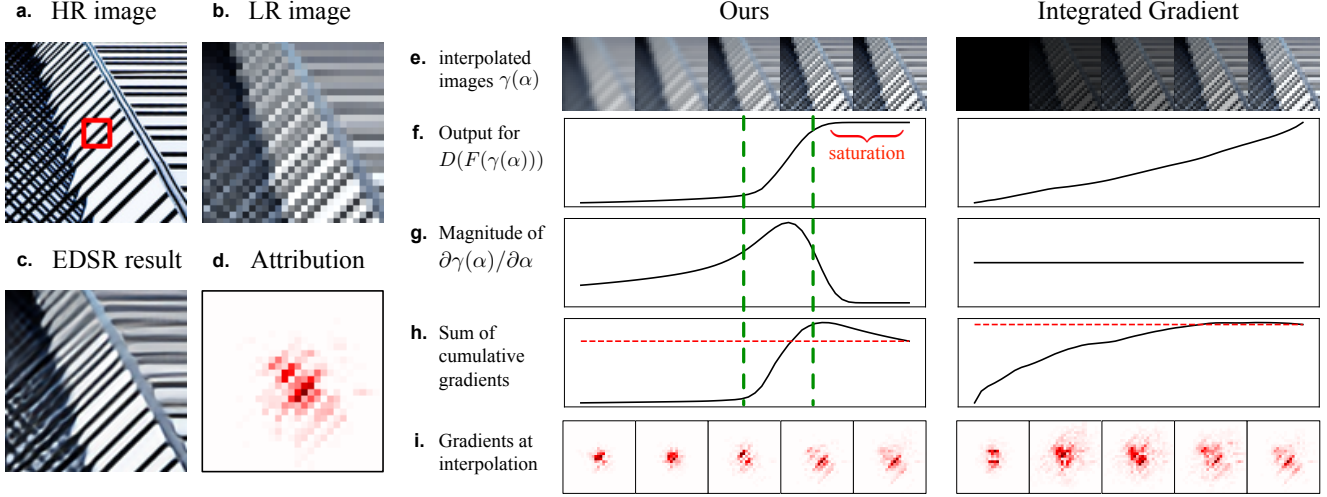 a. HR image
b. LR image
Ours
Integrated Gradient
e. interpolated
images γ(α)
f. Output for
D(F(γ(α)))
saturation
c. EDSR result
d. Attribution
g. Magnitude of
∂γ(α)/∂α
h. Sum of
cumulative
gradients
i. Gradients at
interpolation